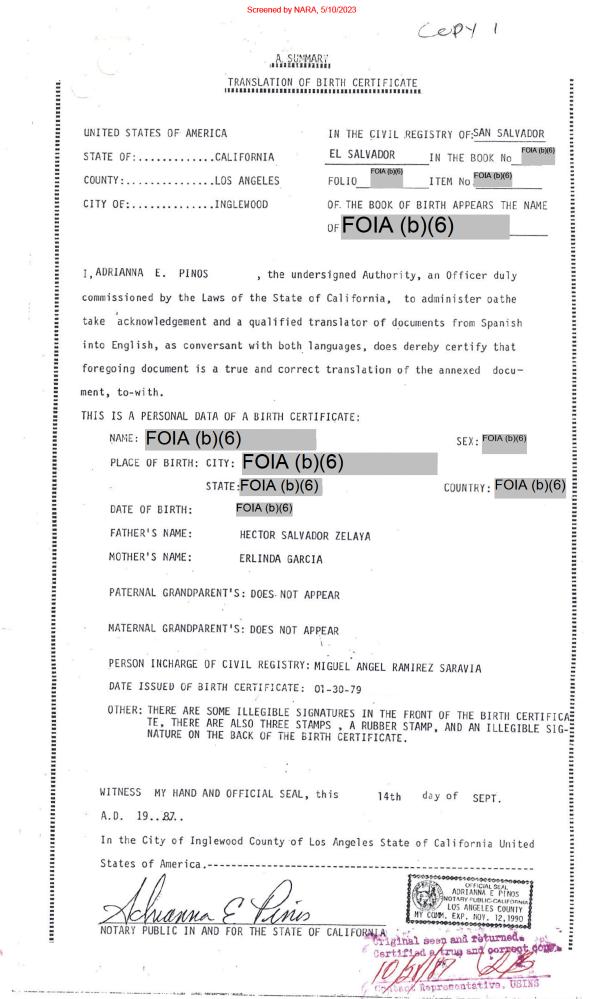 Screened by NARA, 5/10/2023
COPY 1
A SUMMARY
TRANSLATION OF BIRTH CERTIFICATE
UNITED STATES OF AMERICA
STATE OF:.............CALIFORNIA
COUNTY:..............LOS ANGELES
CITY OF:..............INGLEWOOD
IN THE CIVIL REGISTRY OF:SAN SALVADOR
EL SALVADOR IN THE BOOK No FOIA (b)(6)
FOLIO FOIA (b)(6) ITEM No FOIA (b)(6)
OF THE BOOK OF BIRTH APPEARS THE NAME
OF FOIA (b)(6)
I, ADRIANNA E. PINOS , the undersigned Authority, an Officer duly
commissioned by the Laws of the State of California, to administer oathe
take acknowledgement and a qualified translator of documents from Spanish
into English, as conversant with both languages, does dereby certify that
foregoing document is a true and correct translation of the annexed docu-
ment, to-with.
THIS IS A PERSONAL DATA OF A BIRTH CERTIFICATE:
NAME: FOIA (b)(6) SEX: FOIA (b)(6)
PLACE OF BIRTH: CITY: FOIA (b)(6)
STATE: FOIA (b)(6) COUNTRY: FOIA (b)(6)
DATE OF BIRTH: FOIA (b)(6)
FATHER'S NAME: HECTOR SALVADOR ZELAYA
MOTHER'S NAME: ERLINDA GARCIA
PATERNAL GRANDPARENT'S: DOES NOT APPEAR
MATERNAL GRANDPARENT'S: DOES NOT APPEAR
PERSON INCHARGE OF CIVIL REGISTRY: MIGUEL ANGEL RAMIREZ SARAVIA
DATE ISSUED OF BIRTH CERTIFICATE: 01-30-79
OTHER: THERE ARE SOME ILLEGIBLE SIGNATURES IN THE FRONT OF THE BIRTH CERTIFICA
TE, THERE ARE ALSO THREE STAMPS , A RUBBER STAMP, AND AN ILLEGIBLE SIG-
NATURE ON THE BACK OF THE BIRTH CERTIFICATE.
WITNESS MY HAND AND OFFICIAL SEAL, this 14th day of SEPT.
A.D. 19..87..
In the City of Inglewood County of Los Angeles State of California United
States of America.--------------------------------------------------
Adrianna E Pinos
NOTARY PUBLIC IN AND FOR THE STATE OF CALIFORNIA
OFFICIAL SEAL
ADRIANNA E PINOS
NOTARY PUBLIC-CALIFORNIA
LOS ANGELES COUNTY
MY COMM. EXP. NOV. 12, 1990
Original seen and returned.
Certified a true and correct copy.
Contact Representative, USINS